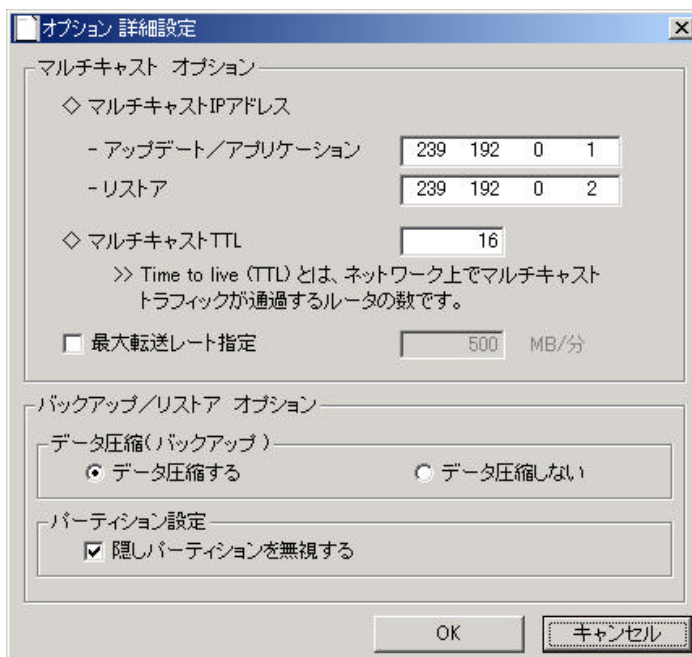 オプション 詳細設定
マルチキャスト オプション
◇ マルチキャストIPアドレス
- アップデート／アプリケーション 239 192 0 1
- リストア 239 192 0 2
◇ マルチキャストTTL 16
>> Time to live (TTL) とは、ネットワーク上でマルチキャスト
トラフィックが通過するルータの数です。
最大転送レート指定 500 MB/分
バックアップ／リストア オプション
データ圧縮(バックアップ)
データ圧縮する データ圧縮しない
パーティション設定
隠しパーティションを無視する
OK キャンセル